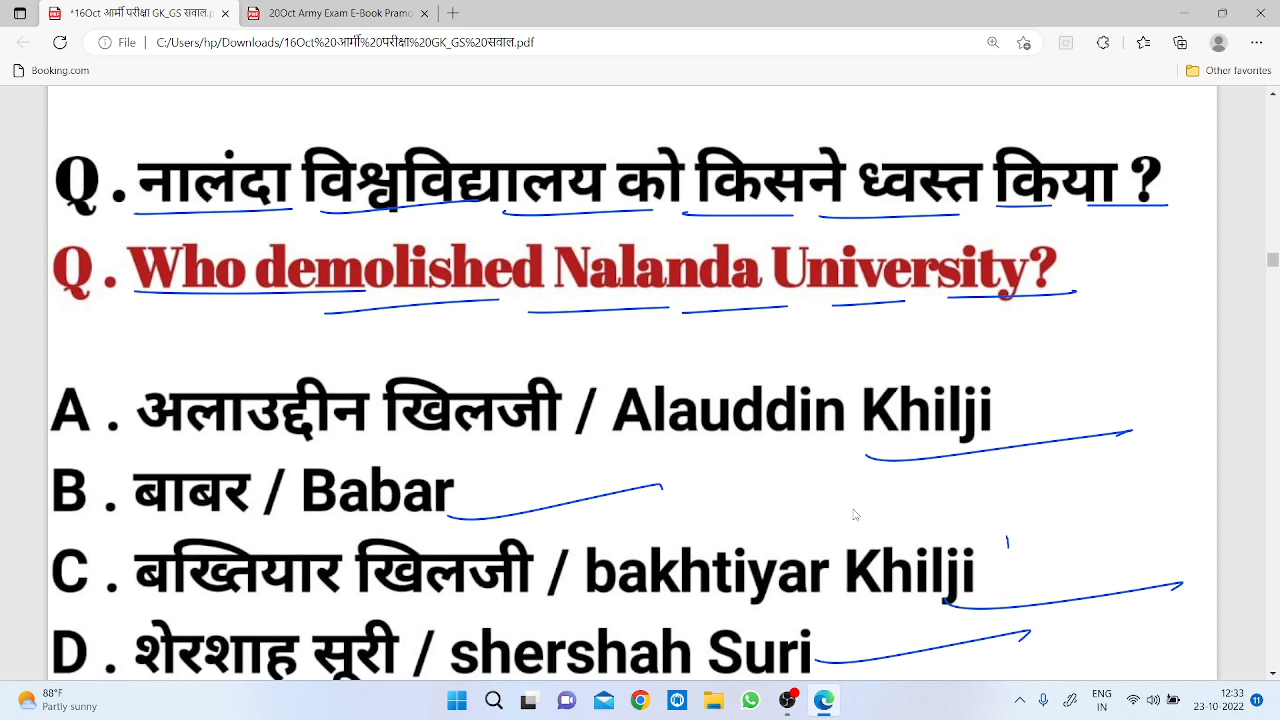 *16Oct आर्मी परीक्षा GK_GS सवाल.p
20Oct Army Exam E-Book Pramo
File
C:/Users/hp/Downloads/16Oct%20आर्मी%20परीक्षा%20GK_GS%20सवाल.pdf
Booking.com
Other favorites
Q . नालंदा विश्वविद्यालय को किसने ध्वस्त किया ?
Q . Who demolished Nalanda University?
A . अलाउद्दीन खिलजी / Alauddin Khilji
B . बाबर / Babar
C . बख्तियार खिलजी / bakhtiyar Khilji
D . शेरशाह सूरी / shershah Suri
88°F
Partly sunny
ENG
IN
12:33
23-10-2022
11